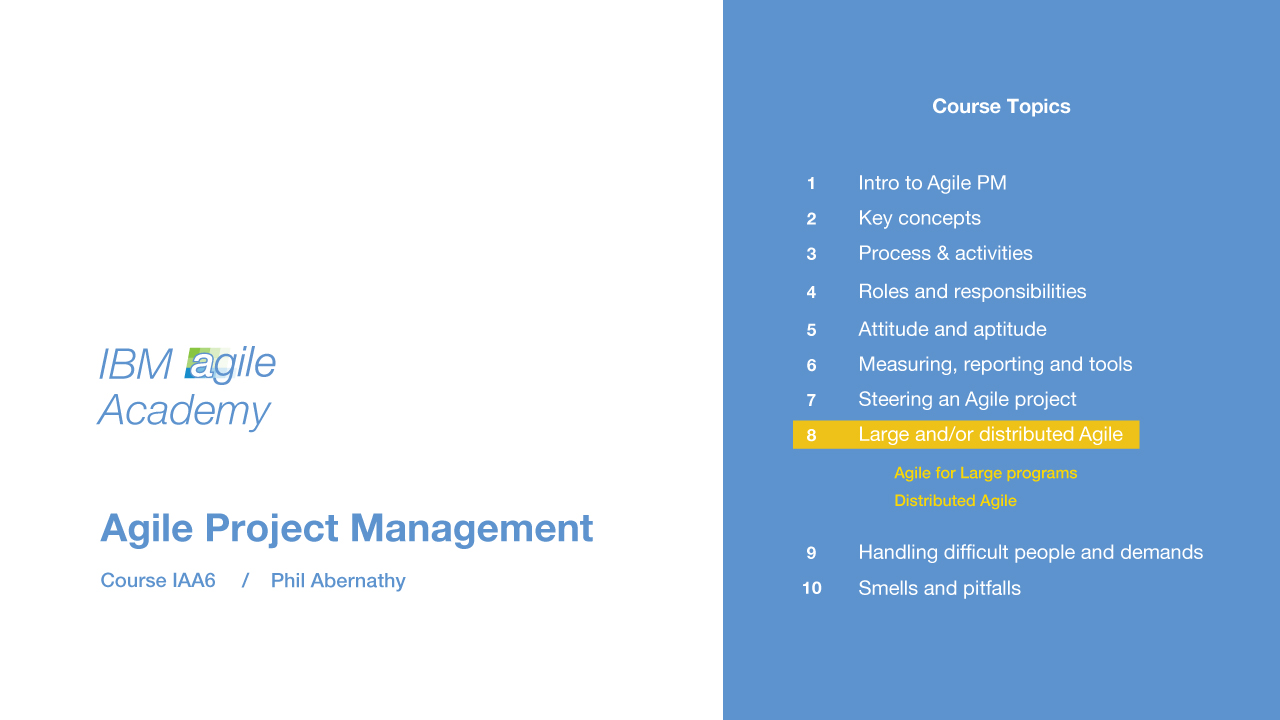 IBM agile
Academy
Agile Project Management
Course IAA6 / Phil Abernathy
Course Topics
1 Intro to Agile PM
2 Key concepts
3 Process & activities
4 Roles and responsibilities
5 Attitude and aptitude
6 Measuring, reporting and tools
7 Steering an Agile project
8 Large and/or distributed Agile
Agile for Large programs
Distributed Agile
9 Handling difficult people and demands
10 Smells and pitfalls